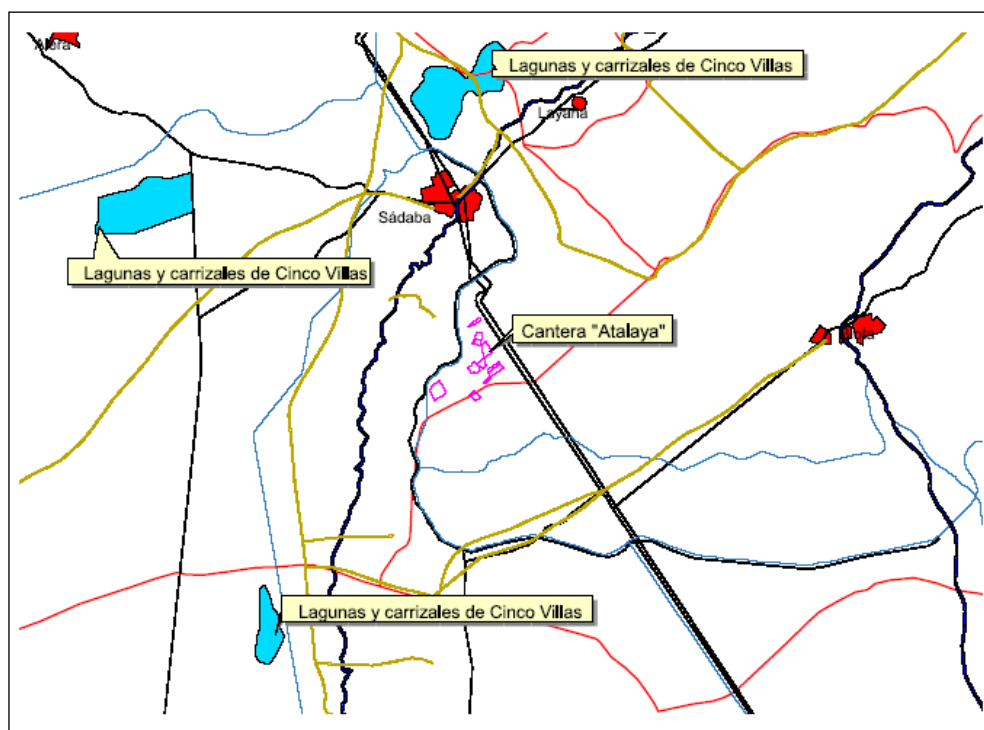 Alera
Lagunas y carrizales de Cinco Villas
Layana
Sádaba
Lagunas y carrizales de Cinco Villas
Cantera "Atalaya"
Lagunas y carrizales de Cinco Villas